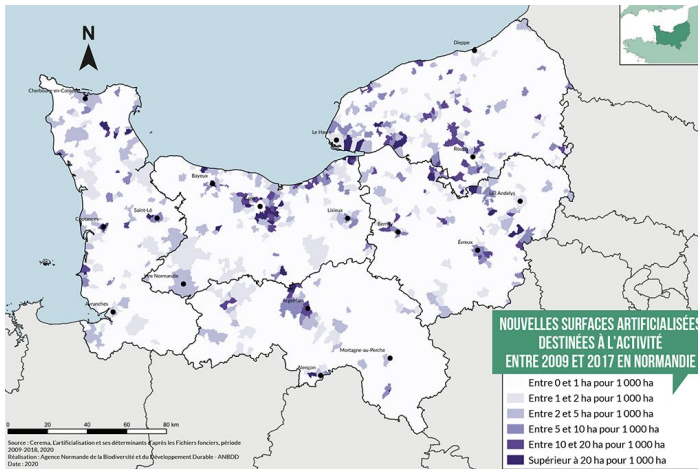 N
Dieppe
Cherbourg-en-Cotentin
Le Havre
Rouen
Bayeux
Les Andelys
Saint-Lô
Lisieux
Coutances
Bernay
Évreux
Vire Normandie
Argentan
Avranches
Mortagne-au-Perche
Alençon
NOUVELLES SURFACES ARTIFICIALISÉES
DESTINÉES À L'ACTIVITÉ
ENTRE 2009 ET 2017 EN NORMANDIE
Entre 0 et 1 ha pour 1 000 ha
Entre 1 et 2 ha pour 1 000 ha
Entre 2 et 5 ha pour 1 000 ha
Entre 5 et 10 ha pour 1 000 ha
Entre 10 et 20 ha pour 1 000 ha
Supérieur à 20 ha pour 1 000 ha
0 20 40 80 km
Source : Cerema, L'artificialisation et ses déterminants d'après les Fichiers fonciers, période
2009-2018, 2020
Réalisation : Agence Normande de la Biodiversité et du Développement Durable - ANBDD
Date : 2020